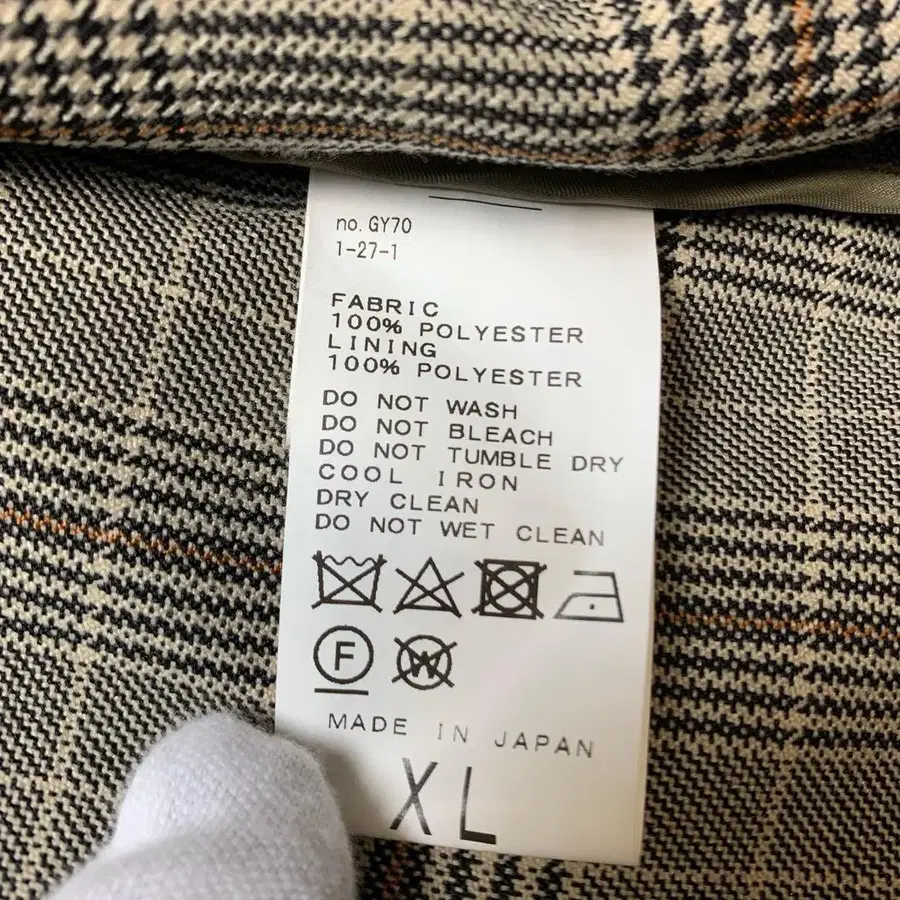 no. GY70
1-27-1
FABRIC
100% POLYESTER
LINING
100% POLYESTER
DO NOT WASH
DO NOT BLEACH
DO NOT TUMBLE DRY
COOL IRON
DRY CLEAN
DO NOT WET CLEAN
F W
MADE IN JAPAN
XL